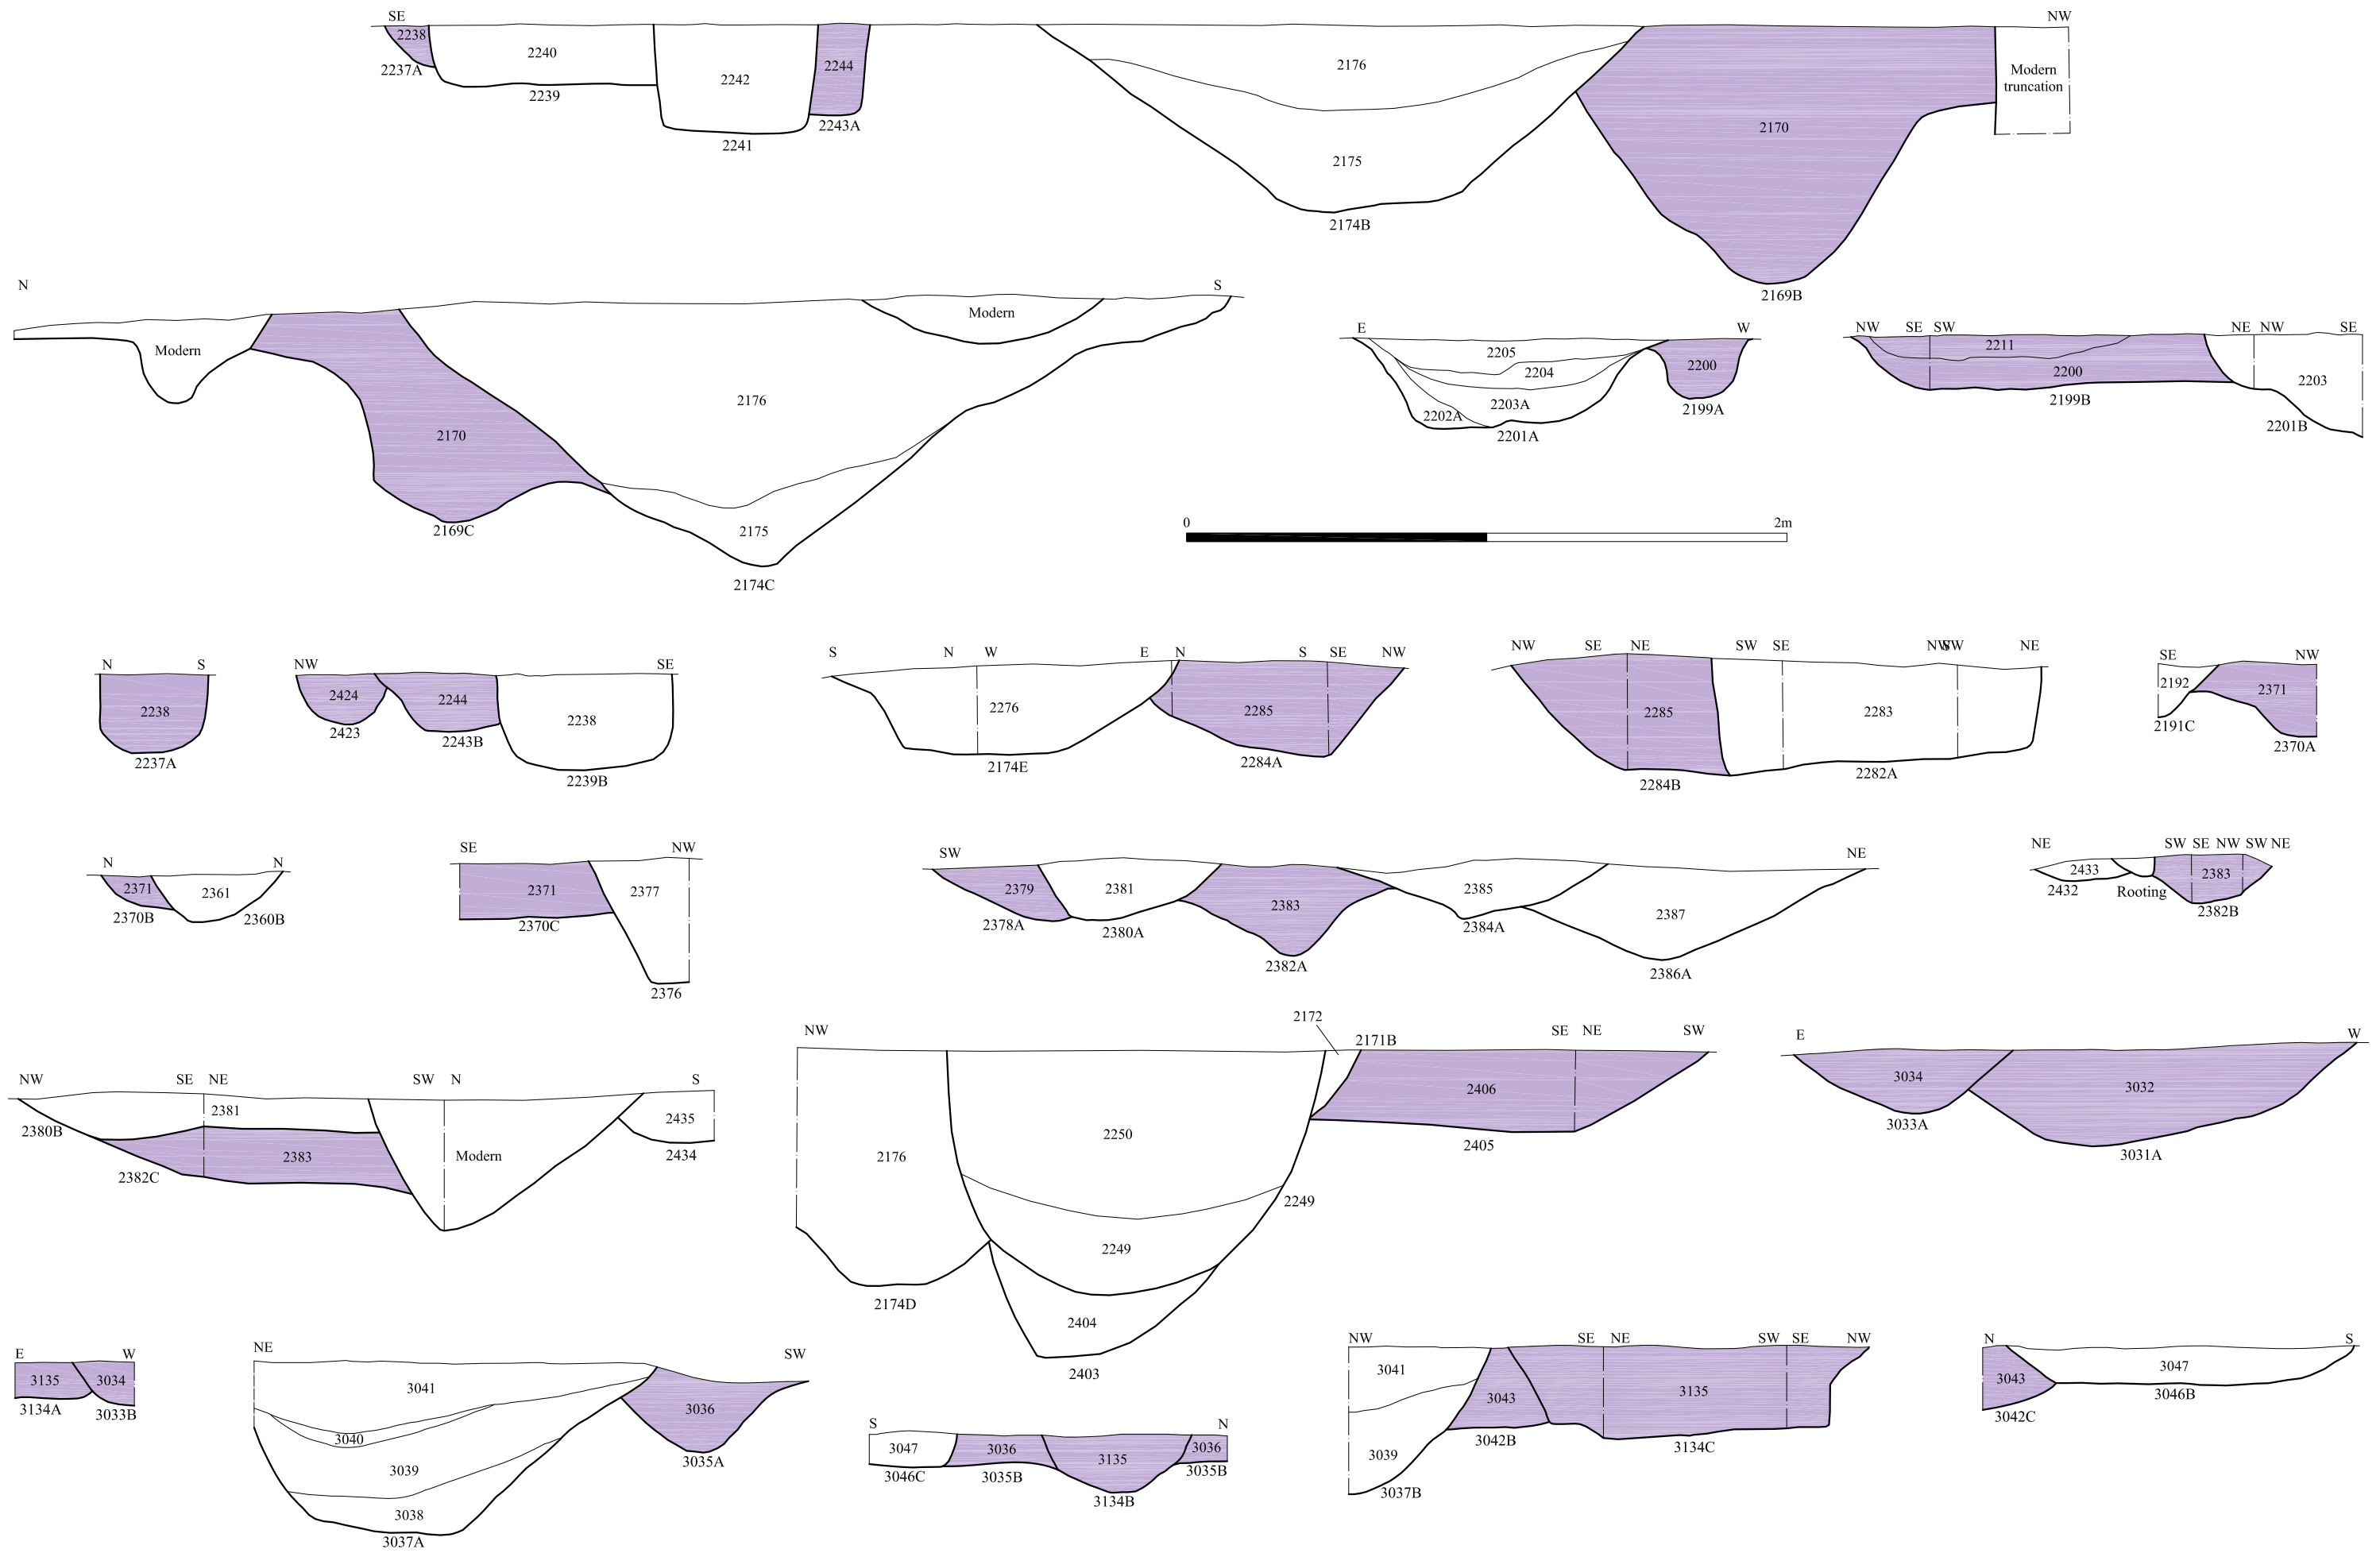 SE NW
2238 2240 2242 2244 2176 2170 Modern
truncation
2237A 2239 2241 2243A 2175 2174B 2169B
N S
Modern Modern
2176
2170
2175
2169C 2174C
E W
2205
2204 2200
2203A
2202A 2199A
2201A
NW SE SW NE NW SE
2211
2200 2203
2199B
2201B
0 2m
N S
2238
2237A
NW SE
2424 2244 2238
2423 2243B
2239B
S N W E N S SE NW
2276 2285
2174E 2284A
NW SE NE SW SE NW SW NE
2285 2283
2284B 2282A
SE NW
2192 2371
2191C
2370A
N N
2371 2361
2370B 2360B
SE NW
2371 2377
2370C
2376
SW NE
2379 2381 2383 2385 2387
2378A 2380A 2382A 2384A 2386A
NE SW SE NW SW NE
2433 2383
2432 Rooting 2382B
NW SE NE SW N S
2381 2435
2380B
2383 Modern 2434
2382C
NW 2172 2171B SE NE SW
2406
2250
2176 2405
2249
2249
2174D
2404
2403
E W
3034 3032
3033A
3031A
E W
3135 3034
3134A 3033B
NE SW
3041
3036
3040
3039 3035A
3038
3037A
S N
3047 3036 3135 3036
3046C 3035B 3134B 3035B
NW SE NE SW SE NW
3041 3043 3135
3039 3042B 3134C
3037B
N S
3043 3047
3042C 3046B